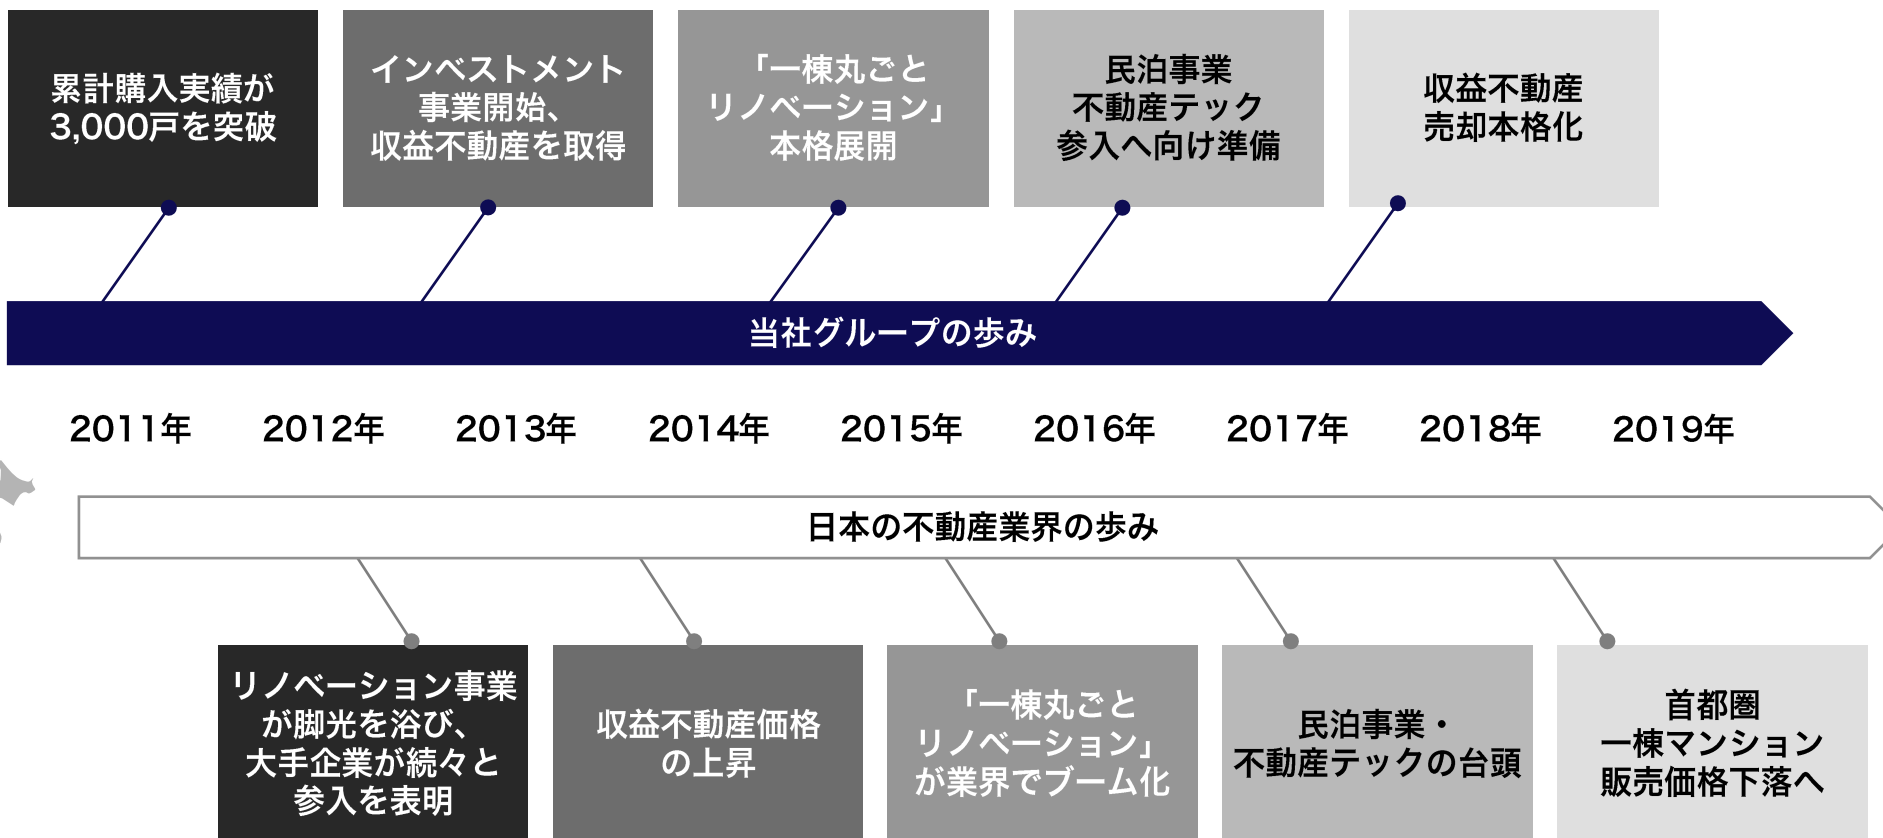 累計購入実績が
3,000戸を突破
インベストメント
事業開始、
収益不動産を取得
「一棟丸ごと
リノベーション」
本格展開
民泊事業
不動産テック
参入へ向け準備
収益不動産
売却本格化
当社グループの歩み
2011年 2012年 2013年 2014年 2015年 2016年 2017年 2018年 2019年
日本の不動産業界の歩み
リノベーション事業
が脚光を浴び、
大手企業が続々と
参入を表明
収益不動産価格
の上昇
「一棟丸ごと
リノベーション」
が業界でブーム化
民泊事業・
不動産テックの台頭
首都圏
一棟マンション
販売価格下落へ